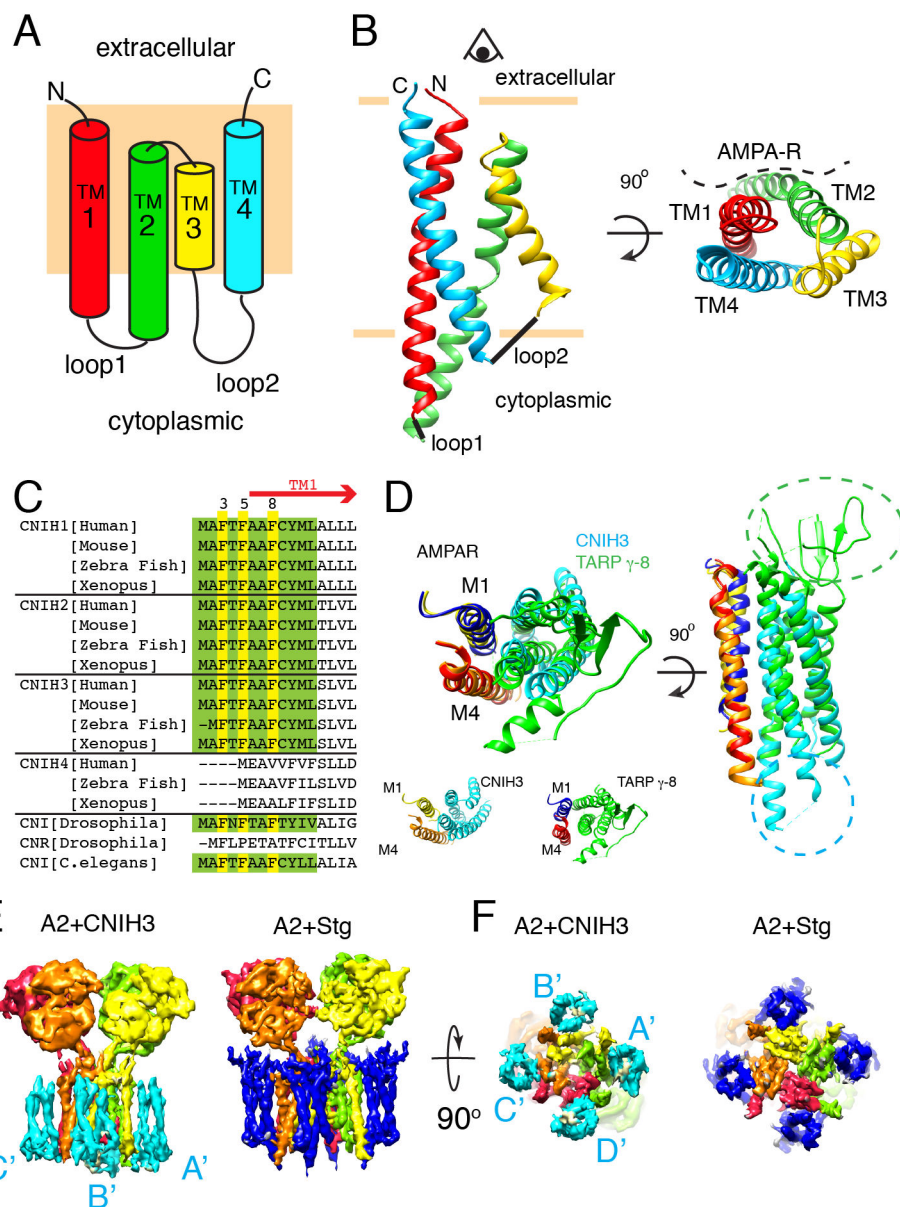 A
extracellular
N
C
TM
1
TM
2
TM
3
TM
4
loop1
loop2
cytoplasmic
B
C N
extracellular
loop2
cytoplasmic
loop1
90o
AMPA-R
TM1
TM2
TM4
TM3
C
TM1
3 5 8
CNIH1[Human] MAFTFAAFCYMLALLL
[Mouse] MAFTFAAFCYMLALLL
[Zebra Fish] MAFTFAAFCYMLALLL
[Xenopus] MAFTFAAFCYMLALLL
CNIH2[Human] MAFTFAAFCYMLTLVL
[Mouse] MAFTFAAFCYMLTLVL
[Zebra Fish] MAFTFAAFCYMLTLVL
[Xenopus] MAFTFAAFCYMLTLVL
CNIH3[Human] MAFTFAAFCYMLSLVL
[Mouse] MAFTFAAFCYMLSLVL
[Zebra Fish] -MFTFAAFCYMLSLVL
[Xenopus] MAFTFAAFCYMLSLVL
CNIH4[Human] ----MEAVVFVFSLLD
[Zebra Fish] ----MEAAVFILSLVD
[Xenopus] ----MEAALFIFSLID
CNI[Drosophila] MAFNFTAFTYIVALIG
CNR[Drosophila] -MFLPETATFCITLLV
CNI[C.elegans] MAFTFAAFCYLLALIA
D
AMPAR
CNIH3
TARP γ-8
M1
M4
90o
M1
CNIH3
M4
M1
TARP γ-8
M4
E
A2+CNIH3
A2+Stg
C'
B'
A'
90o
F
A2+CNIH3
A2+Stg
B'
A'
C'
D'